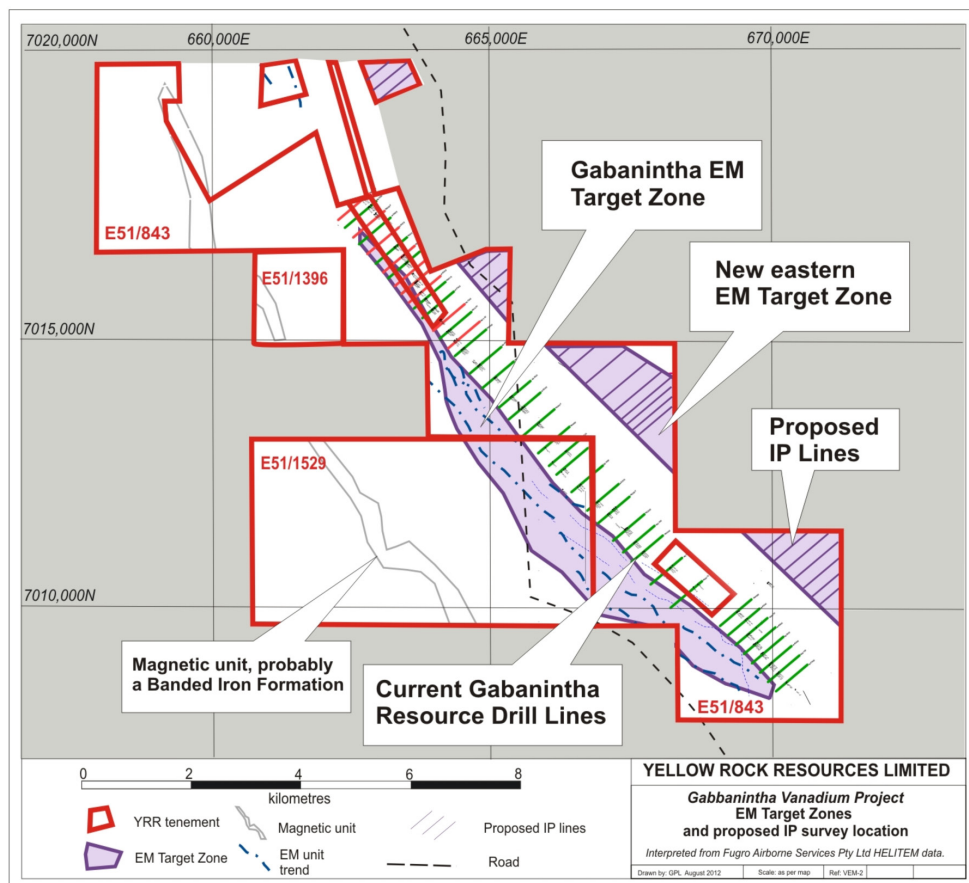 7020,000N
660,000E
665,000E
670,000E
Gabanintha EM
Target Zone
E51/843
E51/1396
New eastern
EM Target Zone
7015,000N
Proposed
IP Lines
E51/1529
7010,000N
Magnetic unit, probably
a Banded Iron Formation
Current Gabanintha
Resource Drill Lines
E51/843
0 2 4 6 8
kilometres
YRR tenement
Magnetic unit
Proposed IP lines
EM Target Zone
EM unit
trend
Road
YELLOW ROCK RESOURCES LIMITED
Gabbanintha Vanadium Project
EM Target Zones
and proposed IP survey location
Interpreted from Fugro Airborne Services Pty Ltd HELITEM data.
Drawn by: GPL August 2012 Scale: as per map Ref: VEM-2